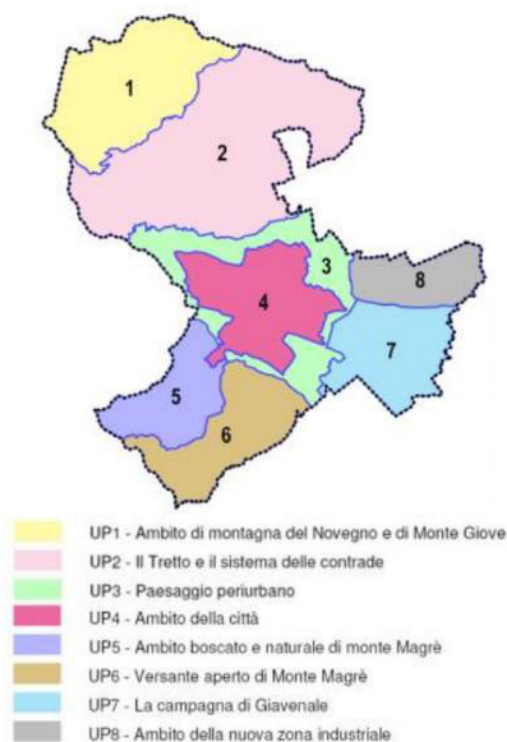 1
2
3
8
4
7
5
6
UP1 - Ambito di montagna del Novegno e di Monte Giove
UP2 - Il Tretto e il sistema delle contrade
UP3 - Paesaggio periurbano
UP4 - Ambito della città
UP5 - Ambito boscato e naturale di monte Magrè
UP6 - Versante aperto di Monte Magrè
UP7 - La campagna di Giavenale
UP8 - Ambito della nuova zona industriale